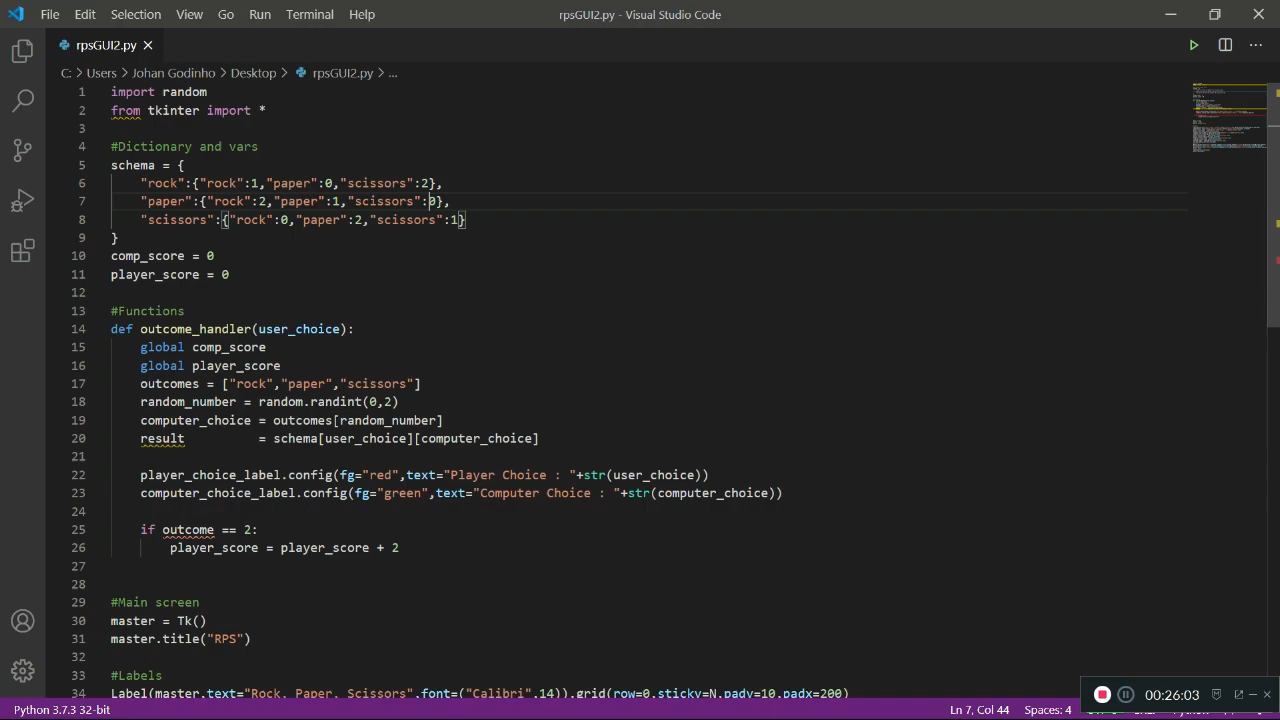 File Edit Selection View Go Run Terminal Help
rpsGUI2.py - Visual Studio Code
rpsGUI2.py
C: > Users > Johan Godinho > Desktop > rpsGUI2.py > ...
1 import random
2 from tkinter import *
3
4 #Dictionary and vars
5 schema = {
6 "rock":{"rock":1,"paper":0,"scissors":2},
7 "paper":{"rock":2,"paper":1,"scissors":0},
8 "scissors":{"rock":0,"paper":2,"scissors":1}
9 }
10 comp_score = 0
11 player_score = 0
12
13 #Functions
14 def outcome_handler(user_choice):
15 global comp_score
16 global player_score
17 outcomes = ["rock","paper","scissors"]
18 random_number = random.randint(0,2)
19 computer_choice = outcomes[random_number]
20 result = schema[user_choice][computer_choice]
21
22 player_choice_label.config(fg="red",text="Player Choice : "+str(user_choice))
23 computer_choice_label.config(fg="green",text="Computer Choice : "+str(computer_choice))
24
25 if outcome == 2:
26 player_score = player_score + 2
27
28
29 #Main screen
30 master = Tk()
31 master.title("RPS")
32
33 #Labels
34 Label(master,text="Rock, Paper, Scissors",font=("Calibri",14)).grid(row=0,sticky=N,pady=10,padx=200)
Python 3.7.3 32-bit
Ln 7, Col 44 Spaces: 4
00:26:03